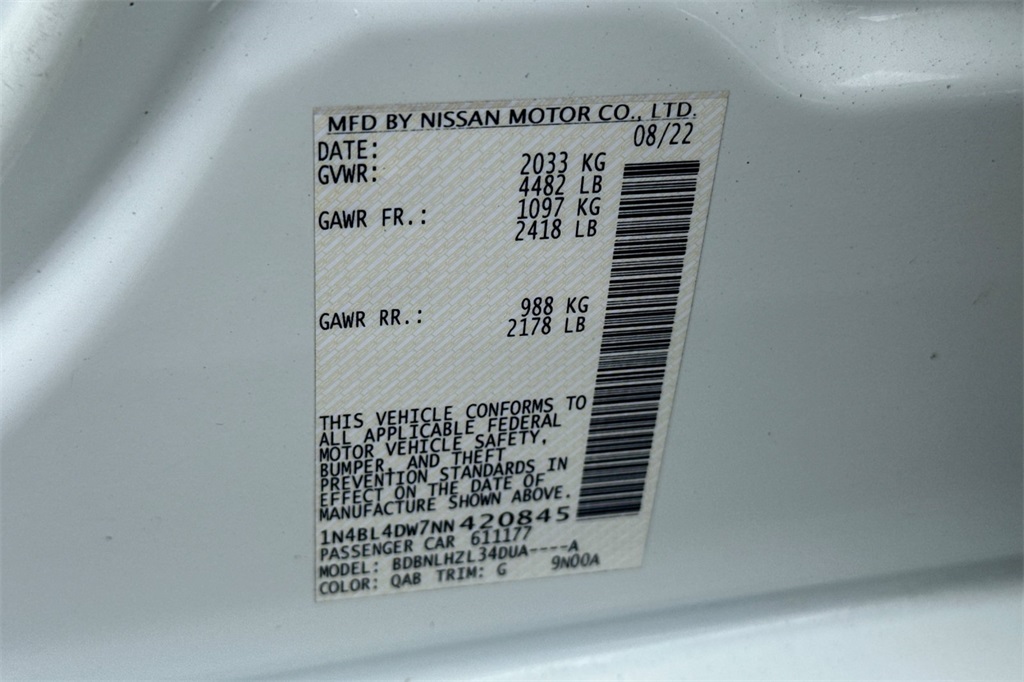 MFD BY NISSAN MOTOR CO., LTD.
DATE: 08/22
GVWR: 2033 KG
4482 LB
GAWR FR.: 1097 KG
2418 LB
GAWR RR.: 988 KG
2178 LB
THIS VEHICLE CONFORMS TO
ALL APPLICABLE FEDERAL
MOTOR VEHICLE SAFETY,
BUMPER, AND THEFT
PREVENTION STANDARDS IN
EFFECT ON THE DATE OF
MANUFACTURE SHOWN ABOVE.
1N4BL4DW7NN420845
PASSENGER CAR 611177
MODEL: BDBNLHZL34DUA----A
COLOR: QAB TRIM: G 9N00A